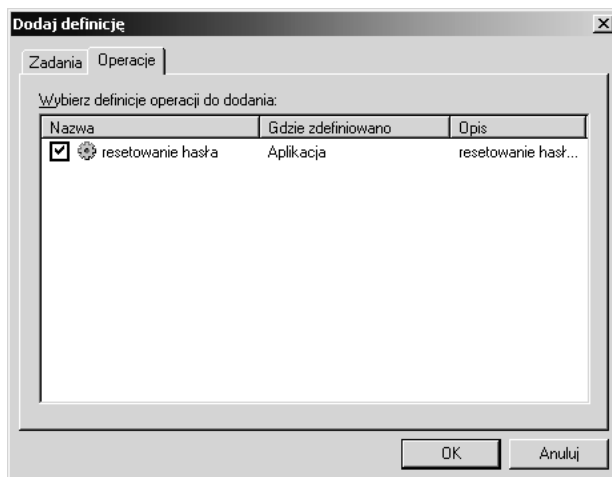 Dodaj definicję
Zadania Operacje
Wybierz definicje operacji do dodania:
Nazwa Gdzie zdefiniowano Opis
resetowanie hasła Aplikacja resetowanie hasł...
OK Anuluj